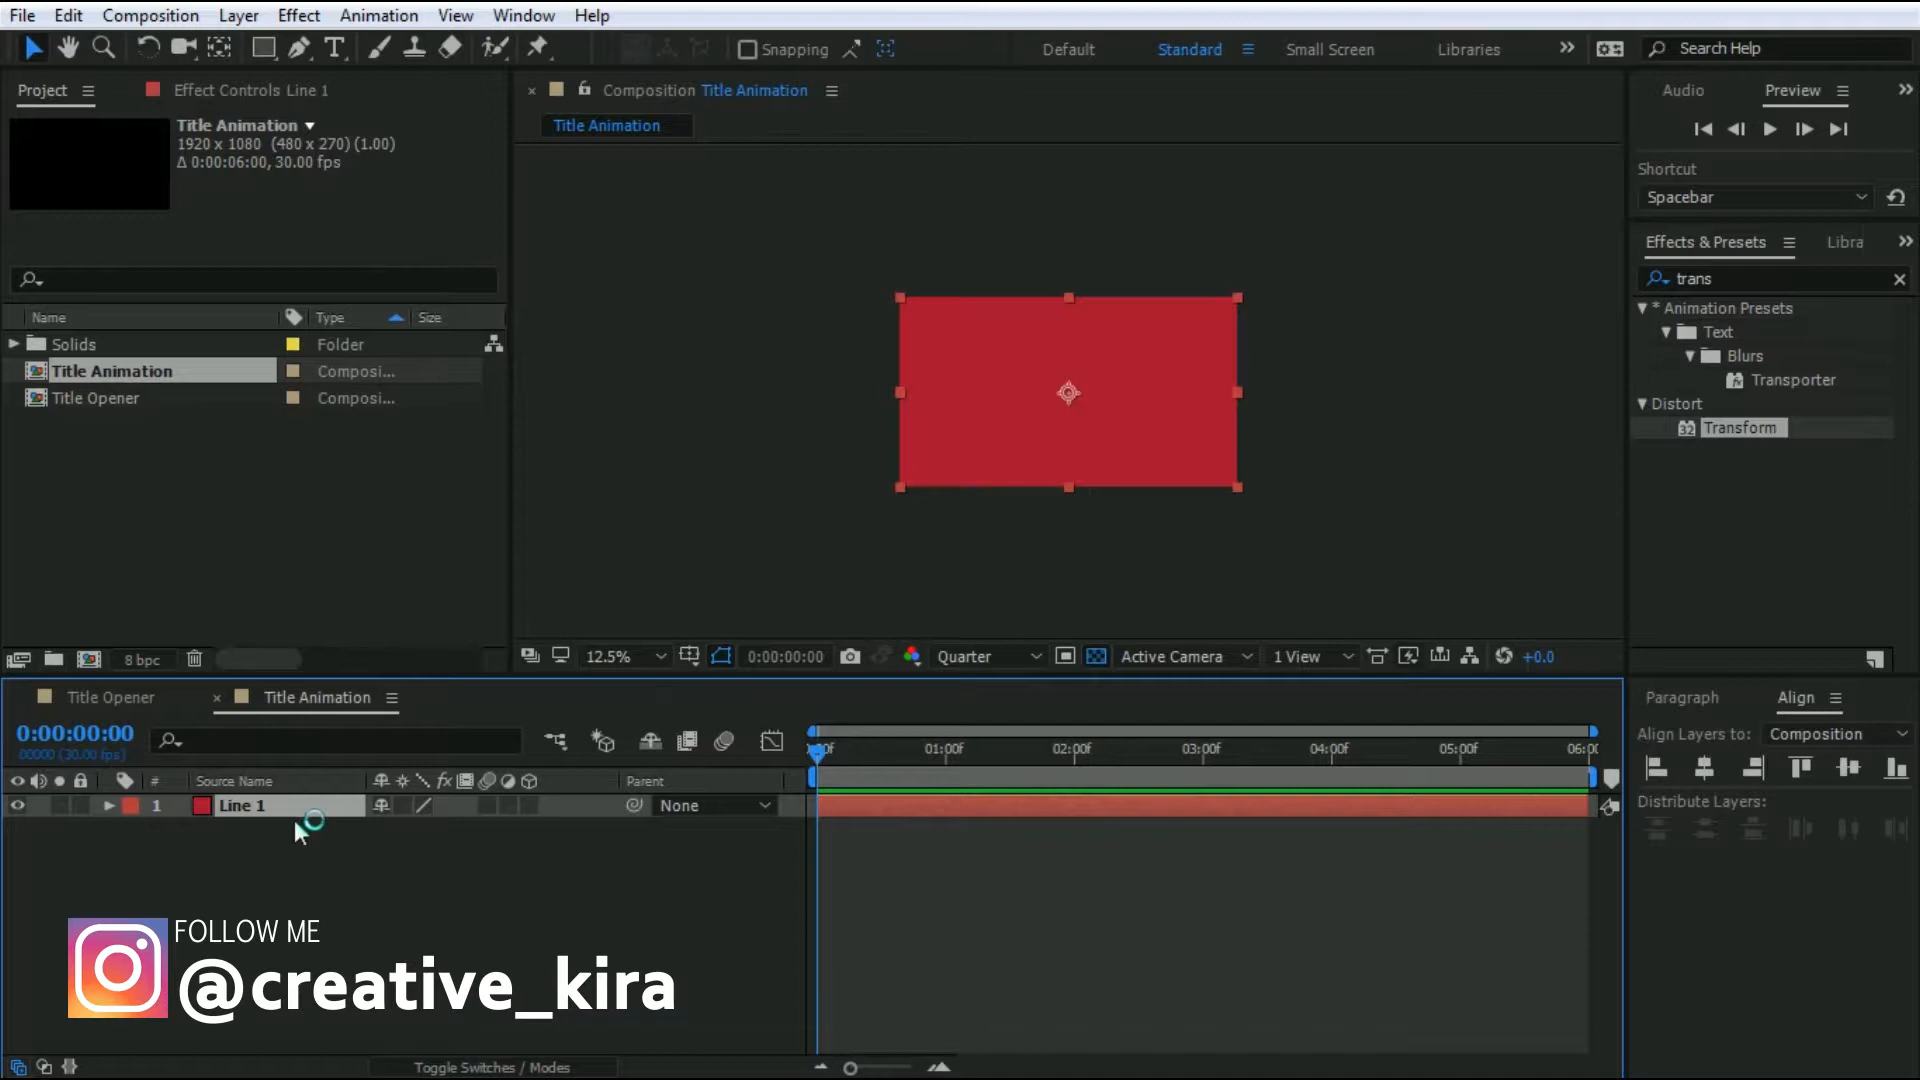 File Edit Composition Layer Effect Animation View Window Help
Snapping Default Standard Small Screen Libraries Search Help
Project Effect Controls Line 1
Title Animation
1920 x 1080 (480 x 270) (1.00)
Δ 0:00:06:00, 30.00 fps
Name Type Size
Solids Folder
Title Animation Composi...
Title Opener Composi...
8 bpc
Composition Title Animation
Title Animation
12.5% 0:00:00:00 Quarter Active Camera 1 View +0.0
Audio Preview
Shortcut
Spacebar
Effects & Presets Libra
trans
* Animation Presets
Text
Blurs
Transporter
Distort
32 Transform
Title Opener Title Animation
0:00:00:00
00000 (30.00 fps)
01:00f 02:00f 03:00f 04:00f 05:00f 06:00
# Source Name Parent
1 Line 1 None
Toggle Switches / Modes
Paragraph Align
Align Layers to: Composition
Distribute Layers:
FOLLOW ME
@creative_kira